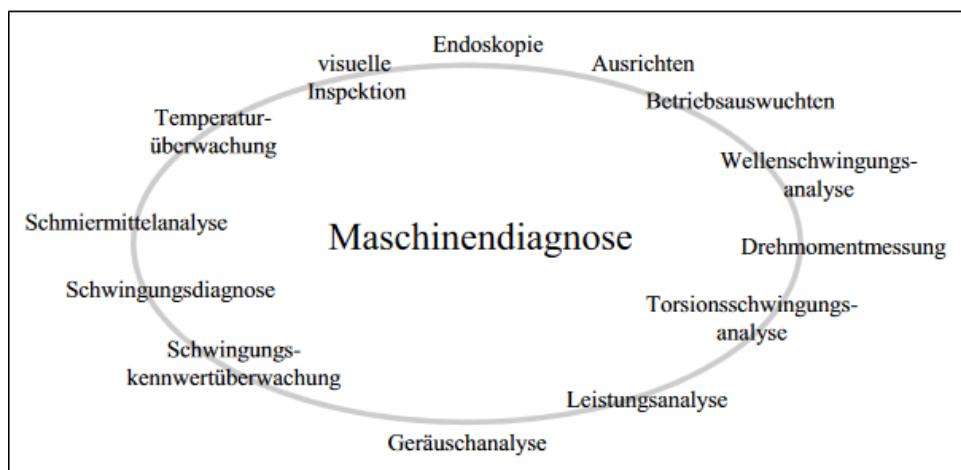 Endoskopie
visuelle
Inspektion
Ausrichten
Betriebsauswuchten
Temperatur-
überwachung
Wellenschwingungs-
analyse
Schmiermittelanalyse
Maschinendiagnose
Drehmomentmessung
Schwingungsdiagnose
Torsionsschwingungs-
analyse
Schwingungs-
kennwertüberwachung
Leistungsanalyse
Geräuschanalyse